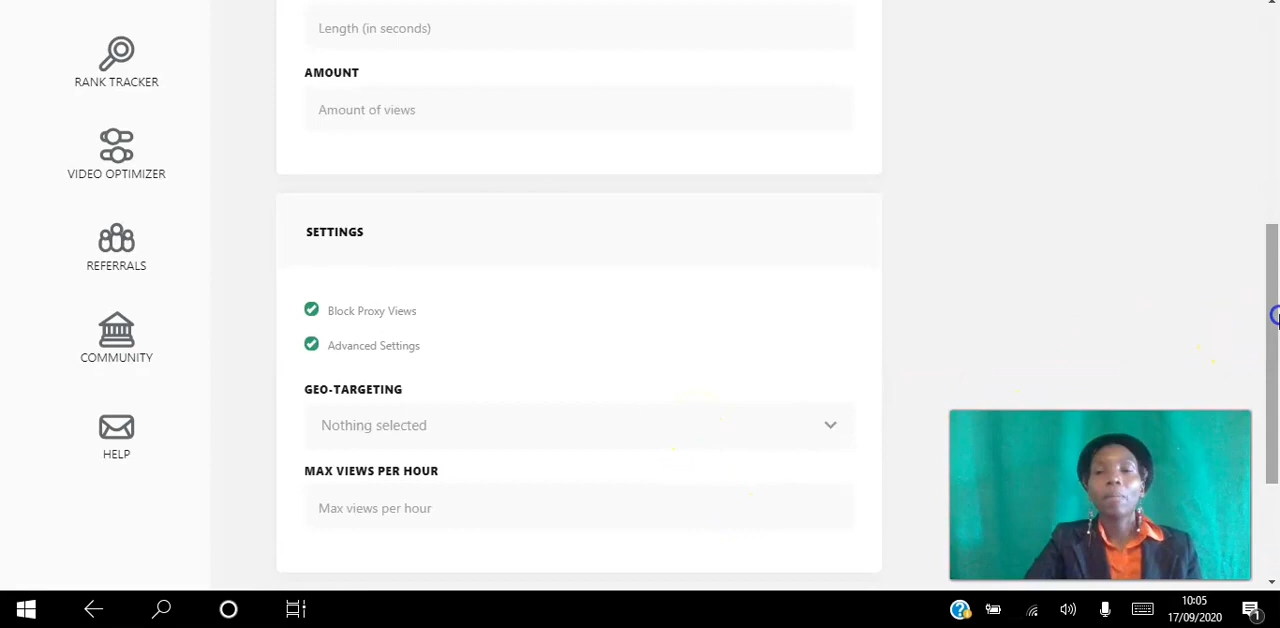 RANK TRACKER
VIDEO OPTIMIZER
REFERRALS
COMMUNITY
HELP
Length (in seconds)
AMOUNT
Amount of views
SETTINGS
Block Proxy Views
Advanced Settings
GEO-TARGETING
Nothing selected
MAX VIEWS PER HOUR
Max views per hour
10:05
17/09/2020
1